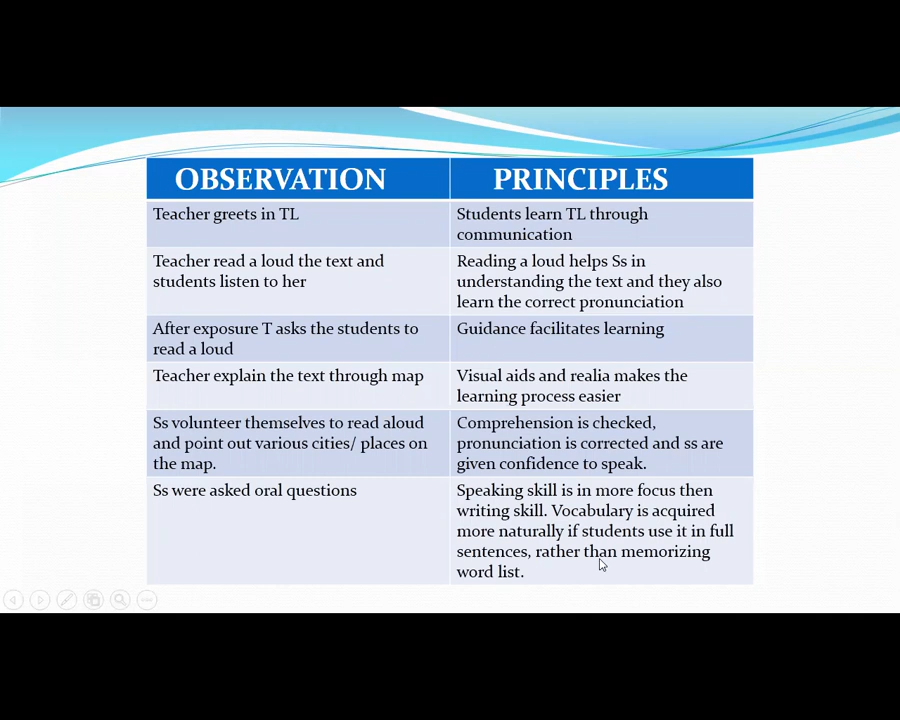 OBSERVATION
PRINCIPLES
Teacher greets in TL
Students learn TL through
communication
Teacher read a loud the text and
students listen to her
Reading a loud helps Ss in
understanding the text and they also
learn the correct pronunciation
After exposure T asks the students to
read a loud
Guidance facilitates learning
Teacher explain the text through map
Visual aids and realia makes the
learning process easier
Ss volunteer themselves to read aloud
and point out various cities/ places on
the map.
Comprehension is checked,
pronunciation is corrected and ss are
given confidence to speak.
Ss were asked oral questions
Speaking skill is in more focus then
writing skill. Vocabulary is acquired
more naturally if students use it in full
sentences, rather than memorizing
word list.